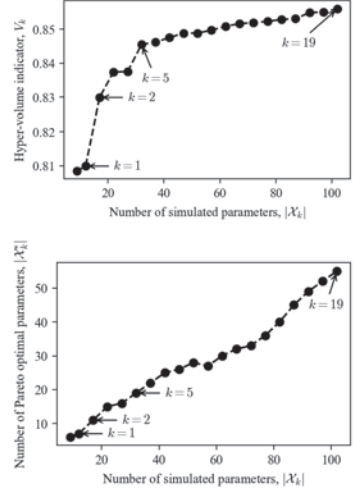 0.85
0.84
0.83
0.82
0.81
Hyper-volume indicator, V_k
k = 19
k = 5
k = 2
k = 1
20 40 60 80 100
Number of simulated parameters, |𝒳_k|
50
40
30
20
10
Number of Pareto optimal parameters, |𝒳*_k|
k = 19
k = 5
k = 2
k = 1
20 40 60 80 100
Number of simulated parameters, |𝒳_k|